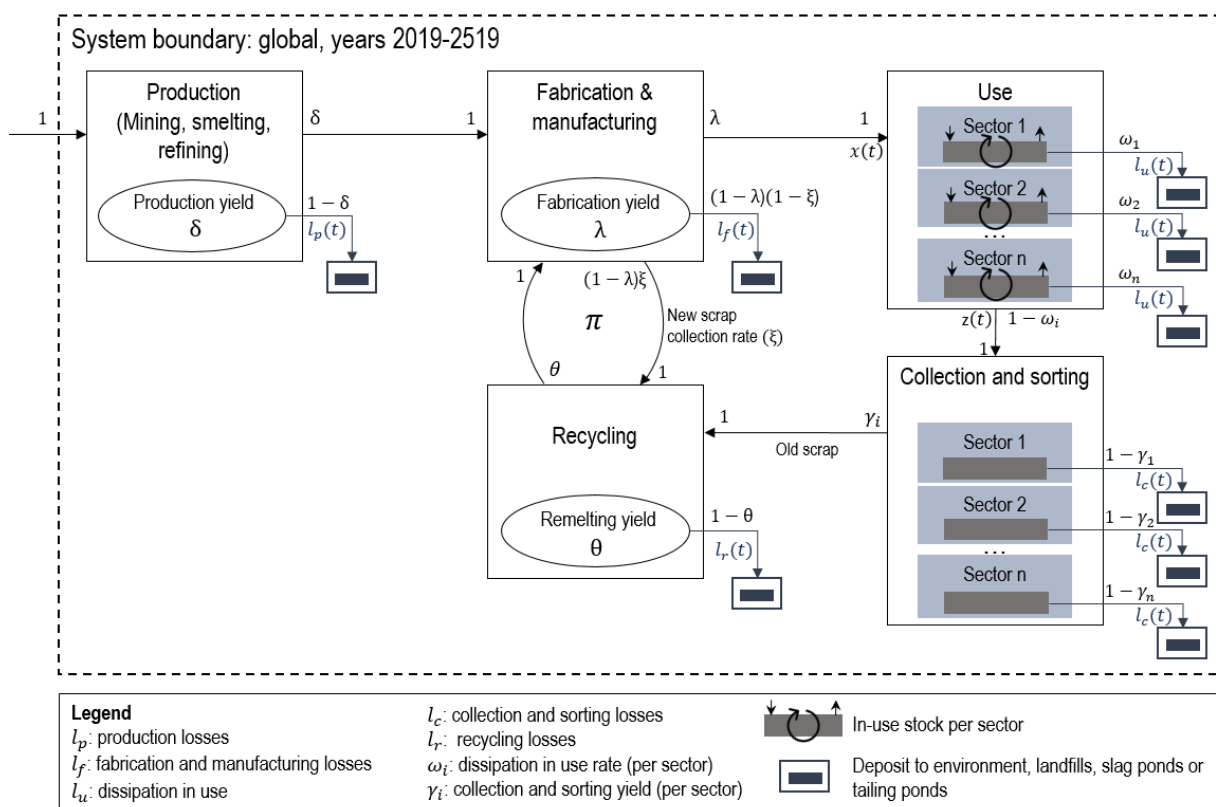 System boundary: global, years 2019-2519
Production
(Mining, smelting,
refining)
Production yield
δ
1
δ
1 − δ
l_p(t)
1
Fabrication &
manufacturing
Fabrication yield
λ
λ
(1 − λ)(1 − ξ)
l_f(t)
1
x(t)
Use
Sector 1
Sector 2
...
Sector n
ω_1
l_u(t)
ω_2
l_u(t)
ω_n
l_u(t)
1
(1 − λ)ξ
π
New scrap
collection rate (ξ)
θ
1
z(t)
1 − ω_i
1
Collection and sorting
Sector 1
Sector 2
...
Sector n
1 − γ_1
l_c(t)
1 − γ_2
l_c(t)
1 − γ_n
l_c(t)
1
γ_i
Old scrap
Recycling
Remelting yield
θ
1 − θ
l_r(t)
Legend
l_p: production losses
l_f: fabrication and manufacturing losses
l_u: dissipation in use
l_c: collection and sorting losses
l_r: recycling losses
ω_i: dissipation in use rate (per sector)
γ_i: collection and sorting yield (per sector)
In-use stock per sector
Deposit to environment, landfills, slag ponds or
tailing ponds